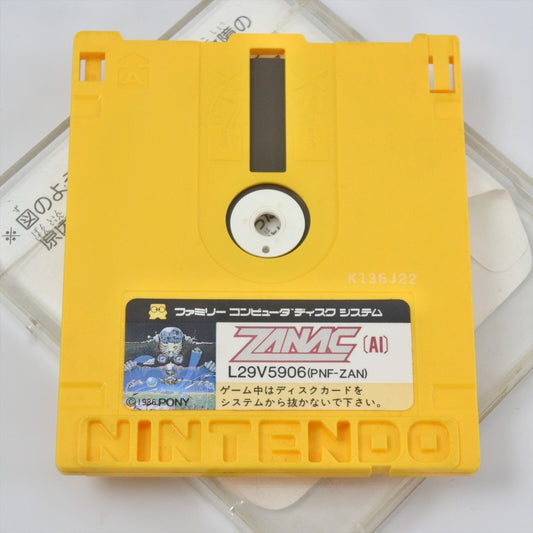 K136J22
ファミリー コンピュータ ディスク システム
ZANAC (AI)
L29V5906(PNF-ZAN)
ゲーム中はディスクカードを
システムから抜かないで下さい。
©1986 PONY
NINTENDO
※図のよう